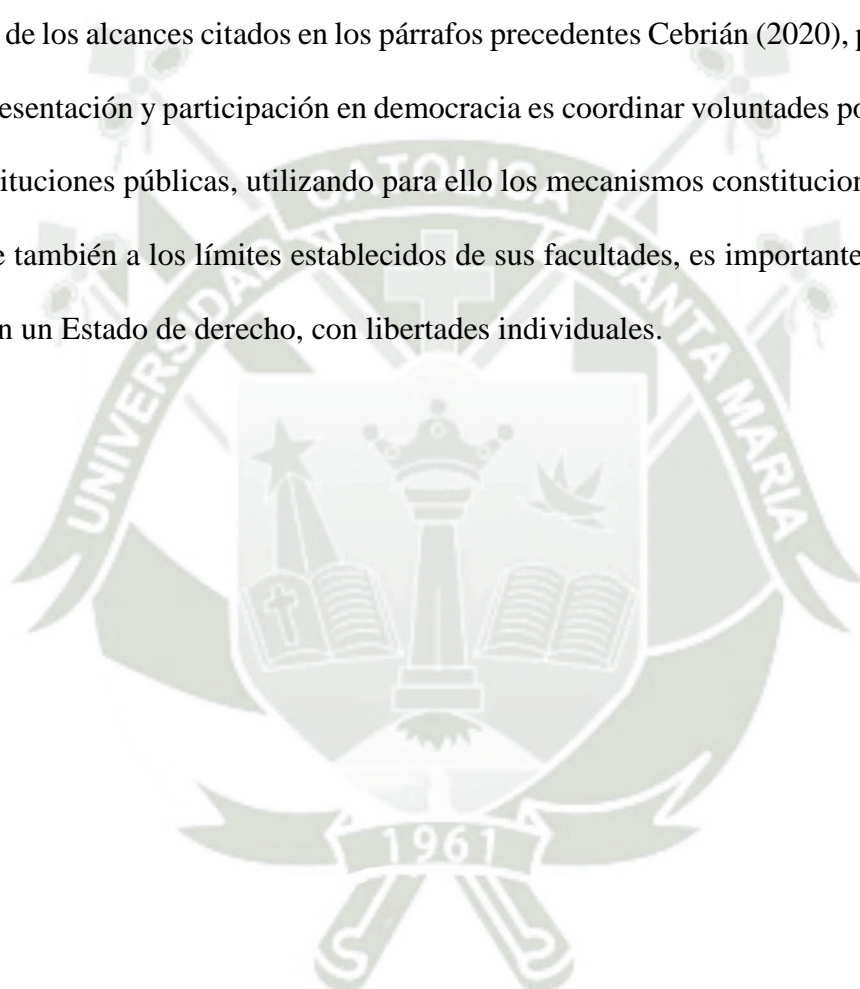 de los alcances citados en los párrafos precedentes Cebrián (2020), p
esentación y participación en democracia es coordinar voluntades po
ituciones públicas, utilizando para ello los mecanismos constitucion
e también a los límites establecidos de sus facultades, es importante
n un Estado de derecho, con libertades individuales.
UNIVERSIDAD CATOLICA SANTA MARIA
1961